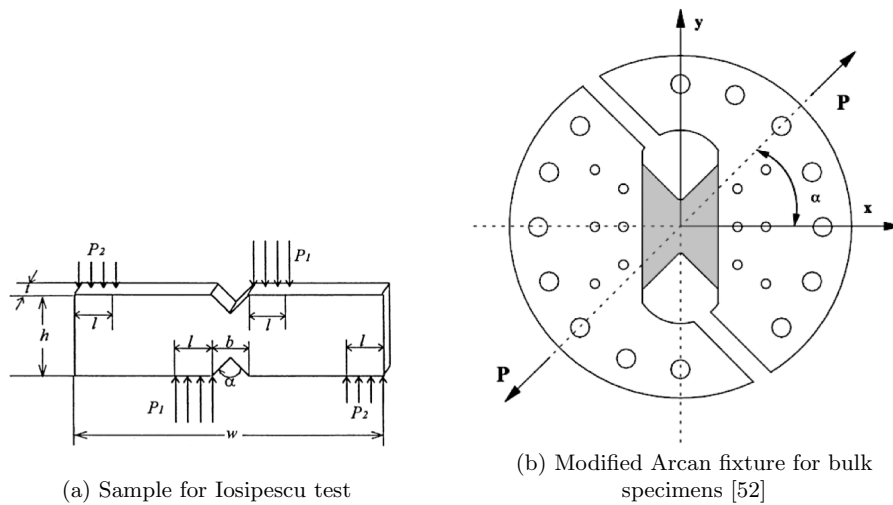 P2
P1
t
l
l
h
l
b
l
α
P1
P2
w
(a) Sample for Iosipescu test
y
P
α
x
P
(b) Modified Arcan fixture for bulk
specimens [52]